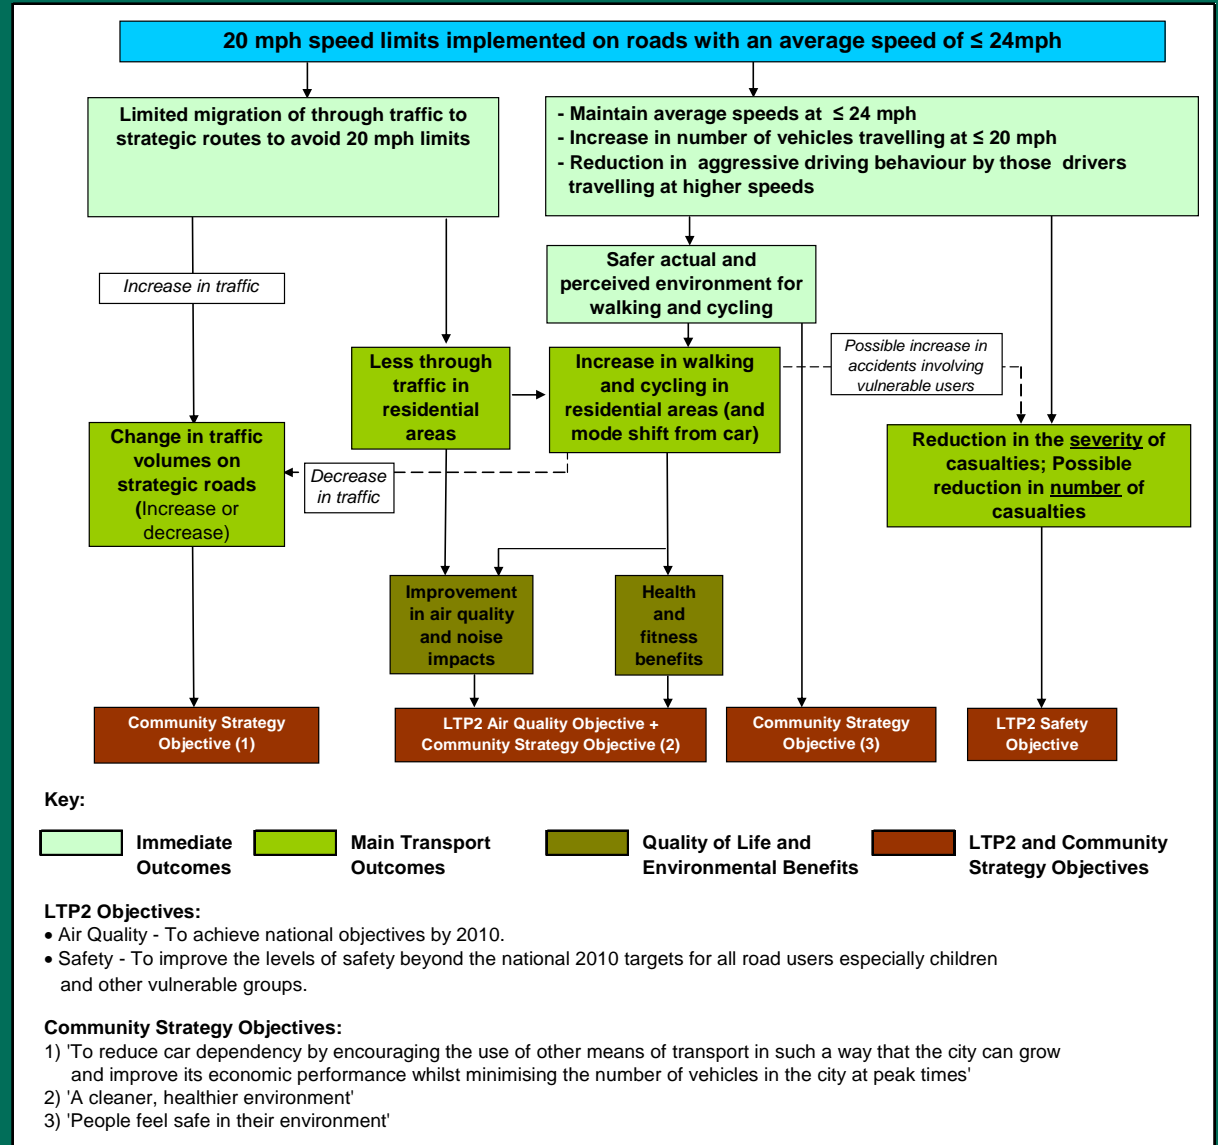 20 mph speed limits implemented on roads with an average speed of ≤ 24mph
Limited migration of through traffic to
strategic routes to avoid 20 mph limits
- Maintain average speeds at ≤ 24 mph
- Increase in number of vehicles travelling at ≤ 20 mph
- Reduction in aggressive driving behaviour by those drivers
travelling at higher speeds
Increase in traffic
Safer actual and
perceived environment for
walking and cycling
Less through
traffic in
residential
areas
Increase in walking
and cycling in
residential areas (and
mode shift from car)
Possible increase in
accidents involving
vulnerable users
Change in traffic
volumes on
strategic roads
(Increase or
decrease)
Decrease
in traffic
Reduction in the severity of
casualties; Possible
reduction in number of
casualties
Improvement
in air quality
and noise
impacts
Health
and
fitness
benefits
Community Strategy
Objective (1)
LTP2 Air Quality Objective +
Community Strategy Objective (2)
Community Strategy
Objective (3)
LTP2 Safety
Objective
Key:
Immediate
Outcomes
Main Transport
Outcomes
Quality of Life and
Environmental Benefits
LTP2 and Community
Strategy Objectives
LTP2 Objectives:
• Air Quality - To achieve national objectives by 2010.
• Safety - To improve the levels of safety beyond the national 2010 targets for all road users especially children
and other vulnerable groups.
Community Strategy Objectives:
1) 'To reduce car dependency by encouraging the use of other means of transport in such a way that the city can grow
and improve its economic performance whilst minimising the number of vehicles in the city at peak times'
2) 'A cleaner, healthier environment'
3) 'People feel safe in their environment'